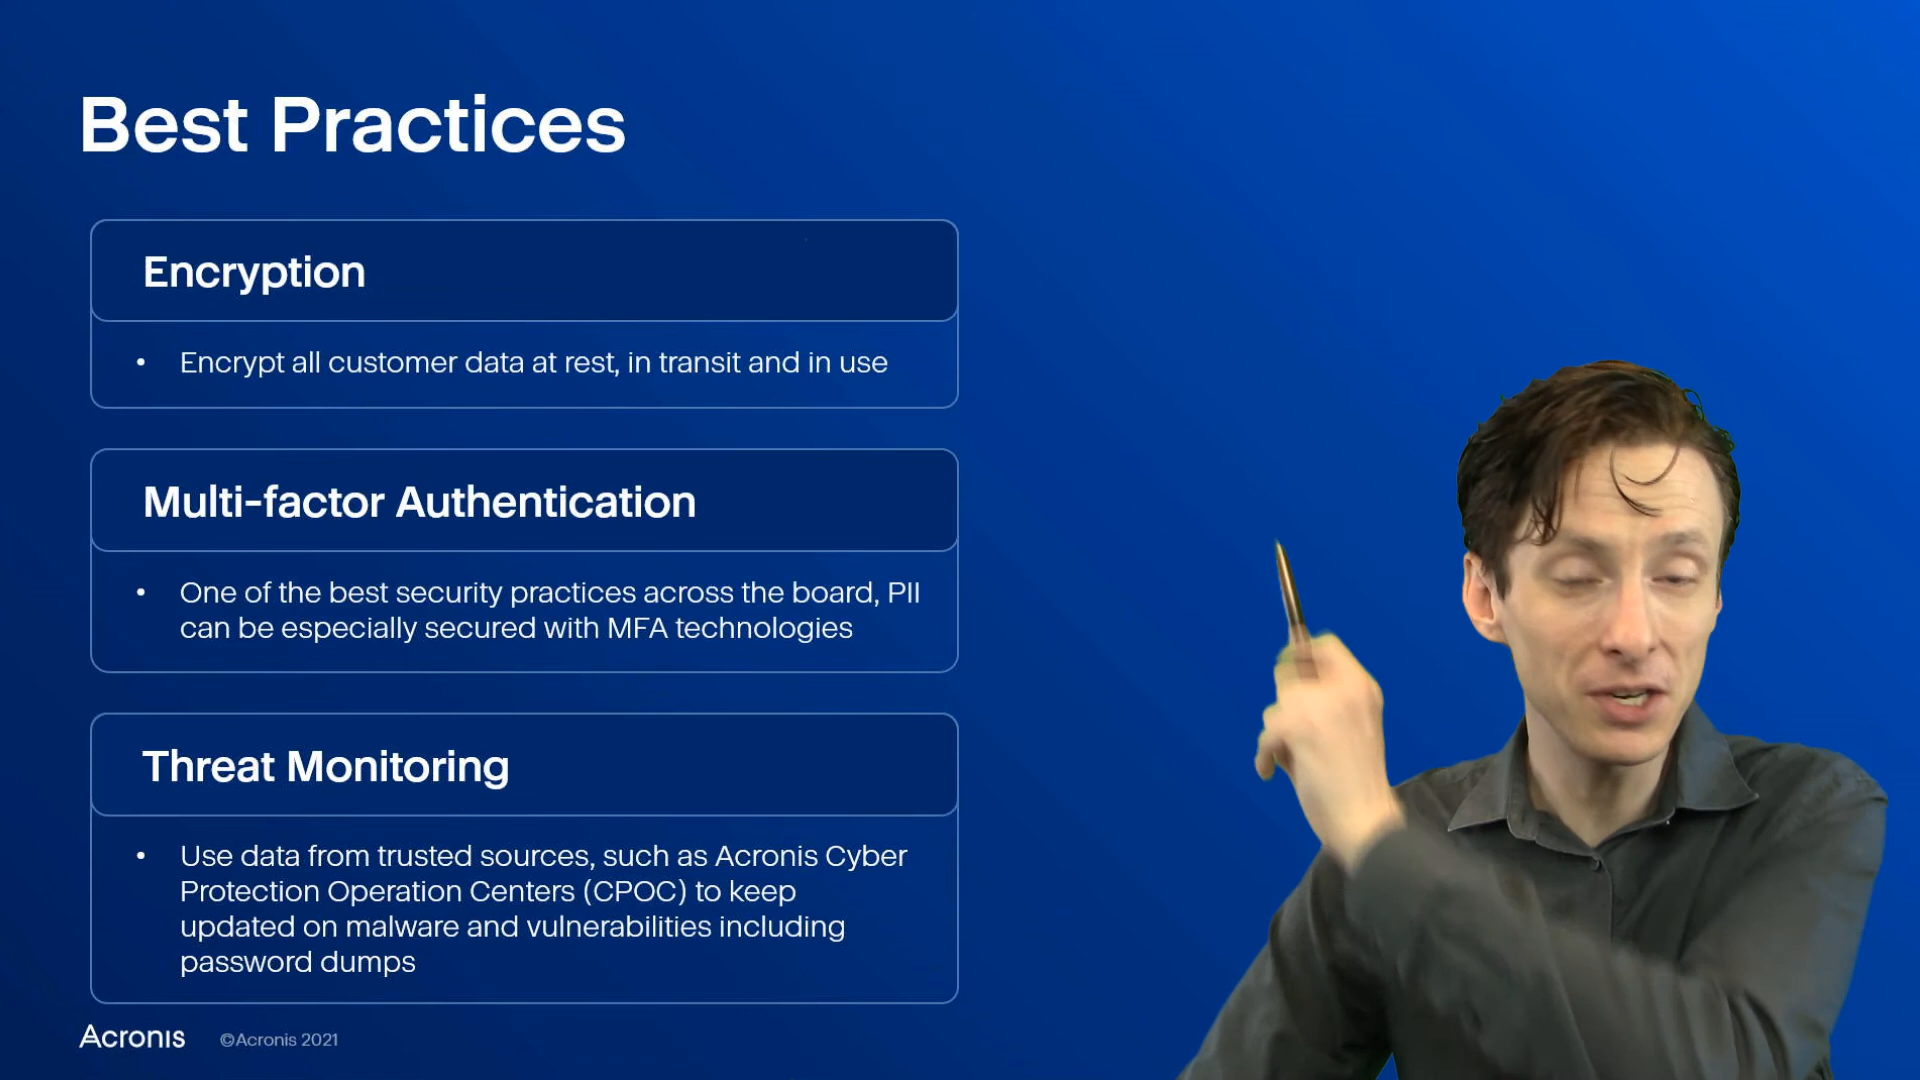 Best Practices
Encryption
• Encrypt all customer data at rest, in transit and in use
Multi-factor Authentication
• One of the best security practices across the board, PII
can be especially secured with MFA technologies
Threat Monitoring
• Use data from trusted sources, such as Acronis Cyber
Protection Operation Centers (CPOC) to keep
updated on malware and vulnerabilities including
password dumps
Acronis ©Acronis 2021